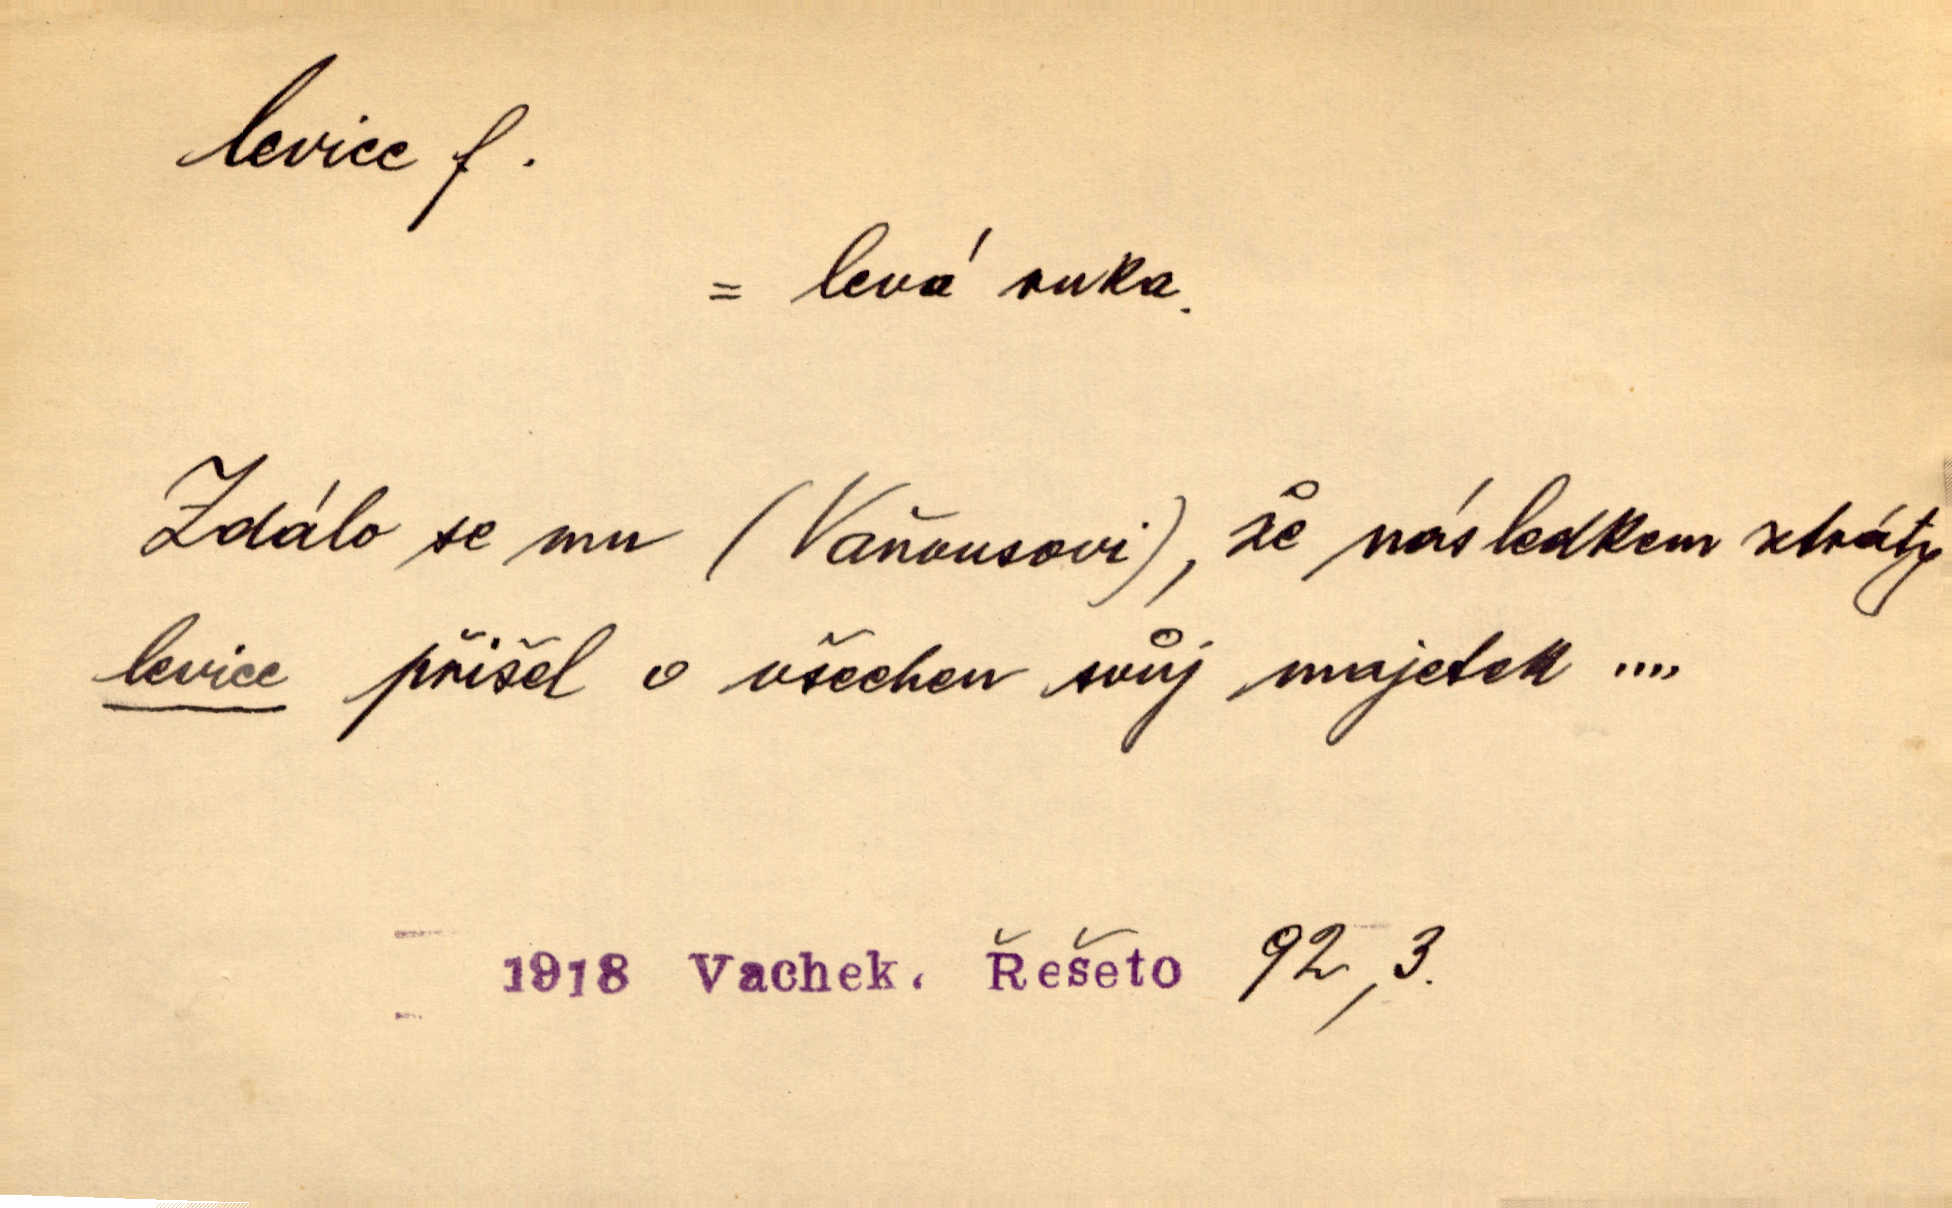 levice f.
= levá ruka.
Zdálo se mu (Vaňousovi), že následkem ztráty
levice přišel o všechen svůj majetek ....
1918 Vachek. Řešeto 92, 3.